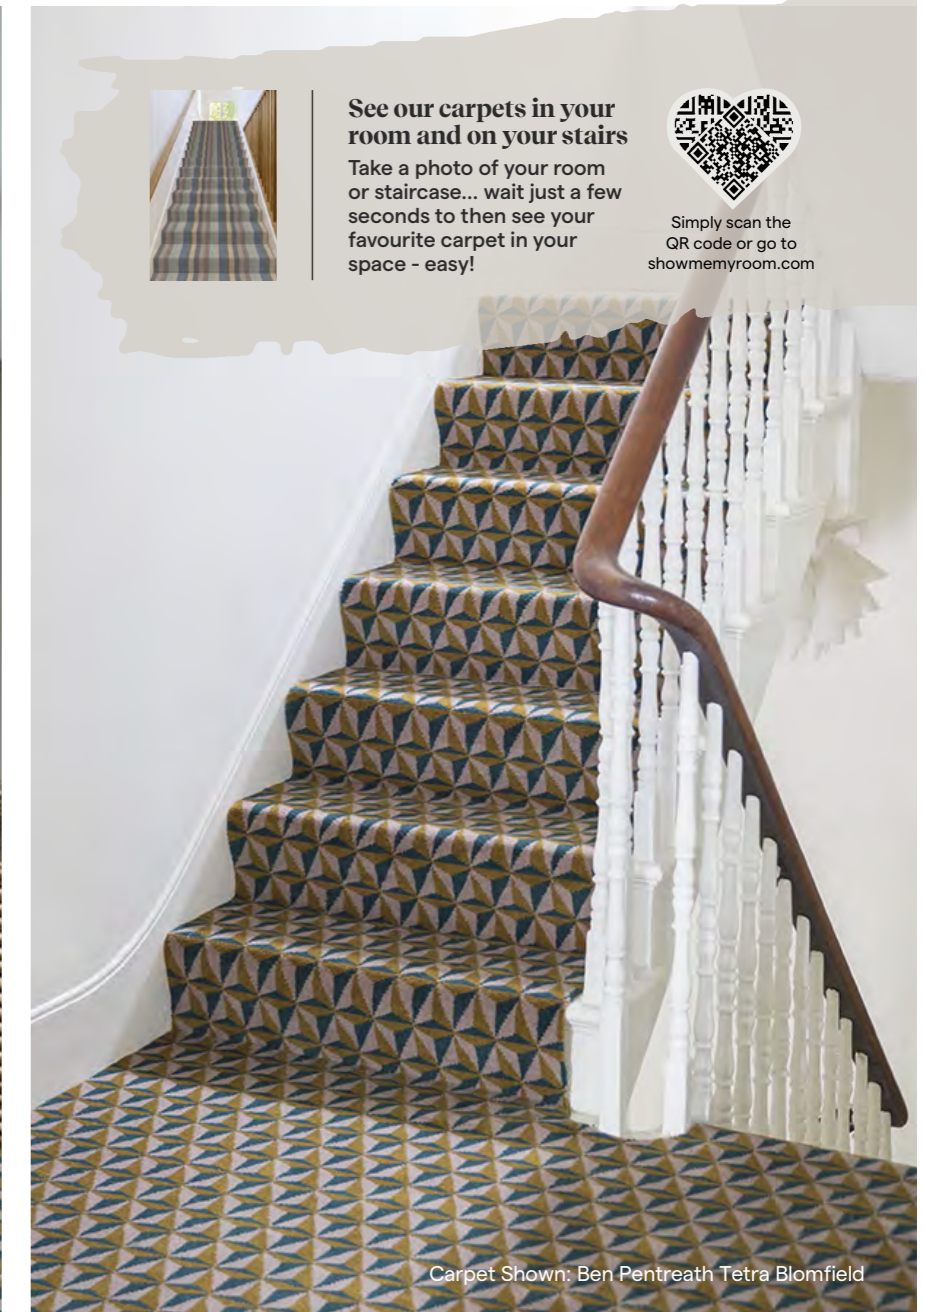 See our carpets in your
room and on your stairs
Take a photo of your room
or staircase... wait just a few
seconds to then see your
favourite carpet in your
space - easy!
Simply scan the
QR code or go to
showmemyroom.com
Carpet Shown: Ben Pentreath Tetra Blomfield